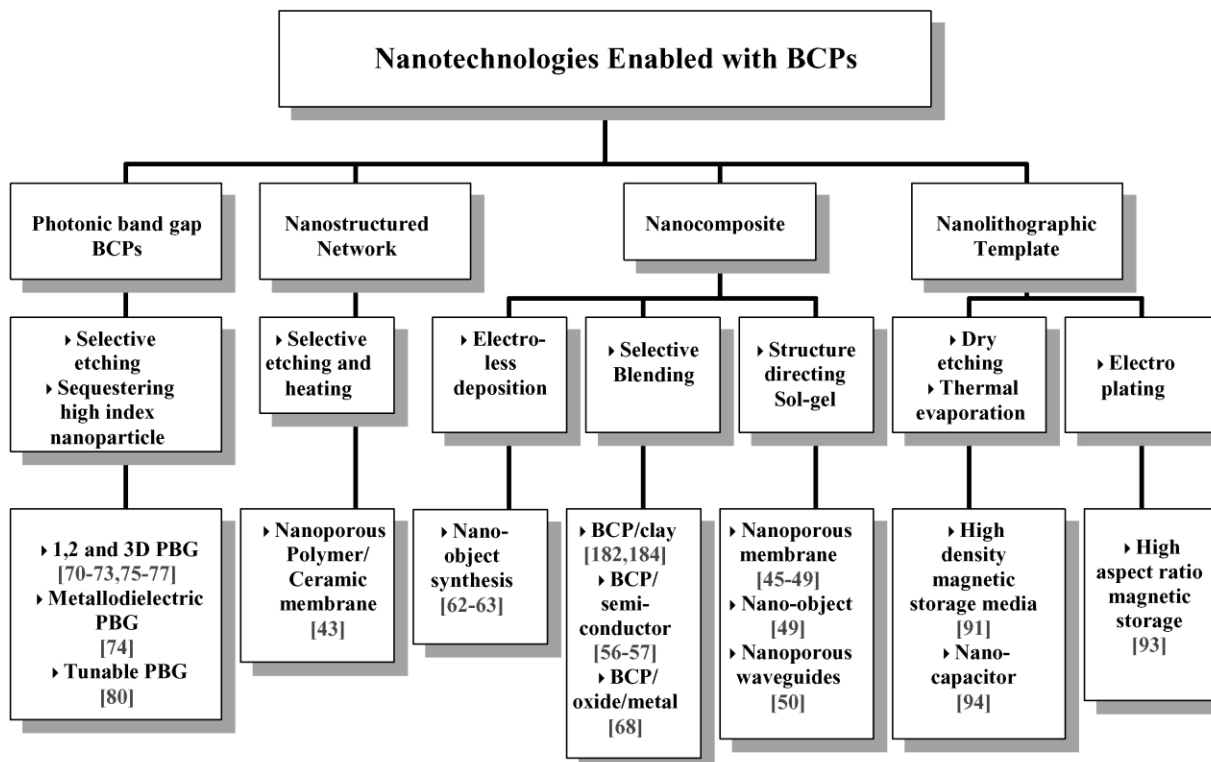 Nanotechnologies Enabled with BCPs
Photonic band gap
BCPs
Nanostructured
Network
Nanocomposite
Nanolithographic
Template
‣ Selective
etching
‣ Sequestering
high index
nanoparticle
‣ Selective
etching and
heating
‣ Electro-
less
deposition
‣ Selective
Blending
‣ Structure
directing
Sol-gel
‣ Dry
etching
‣ Thermal
evaporation
‣ Electro
plating
‣ 1,2 and 3D PBG
[70-73,75-77]
‣ Metallodielectric
PBG
[74]
‣ Tunable PBG
[80]
‣ Nanoporous
Polymer/
Ceramic
membrane
[43]
‣ Nano-
object
synthesis
[62-63]
‣ BCP/clay
[182,184]
‣ BCP/
semi-
conductor
[56-57]
‣ BCP/
oxide/metal
[68]
‣ Nanoporous
membrane
[45-49]
‣ Nano-object
[49]
‣ Nanoporous
waveguides
[50]
‣ High
density
magnetic
storage media
[91]
‣ Nano-
capacitor
[94]
‣ High
aspect ratio
magnetic
storage
[93]